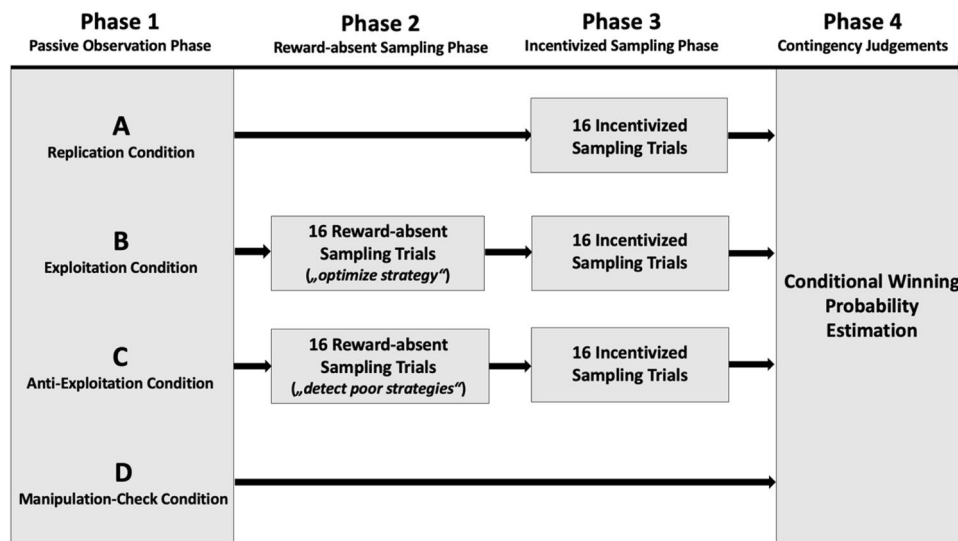 Phase 1
Passive Observation Phase
Phase 2
Reward-absent Sampling Phase
Phase 3
Incentivized Sampling Phase
Phase 4
Contingency Judgements
A
Replication Condition
16 Incentivized
Sampling Trials
B
Exploitation Condition
16 Reward-absent
Sampling Trials
(„optimize strategy“)
16 Incentivized
Sampling Trials
C
Anti-Exploitation Condition
16 Reward-absent
Sampling Trials
(„detect poor strategies“)
16 Incentivized
Sampling Trials
D
Manipulation-Check Condition
Conditional Winning
Probability
Estimation